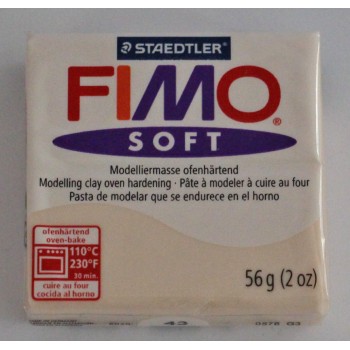 STAEDTLER
FIMO®
SOFT
Modelliermasse ofenhärtend
Modelling clay oven hardening · Pâte à modeler à cuire au four
Pasta de modelar que se endurece en el horno
ofenhärtend
oven-bake
110°C
230°F
30 min.
cuire au four
cocida al horno
56 g (2 oz)
43